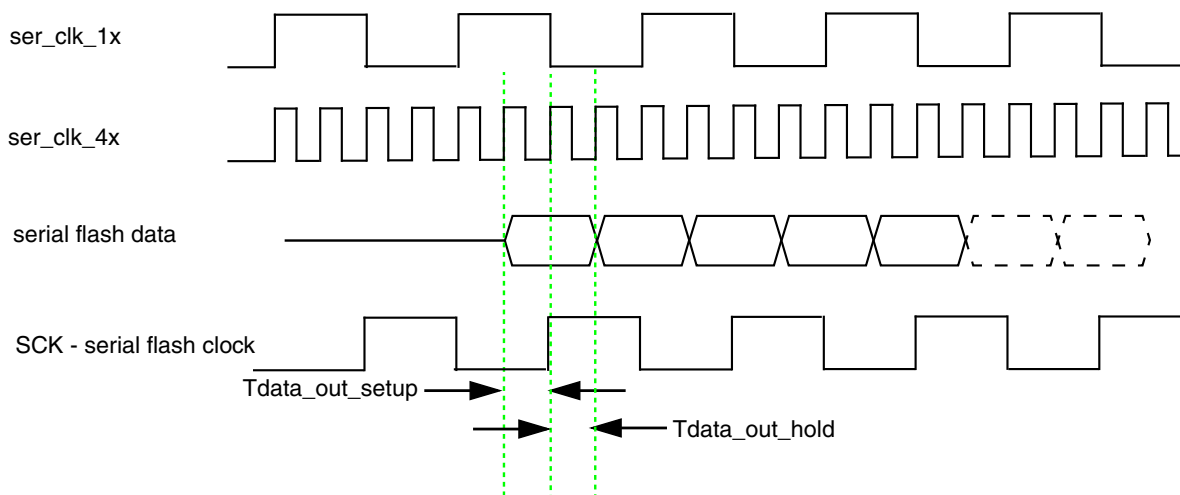 ser_clk_1x
ser_clk_4x
serial flash data
SCK - serial flash clock
Tdata_out_setup
Tdata_out_hold